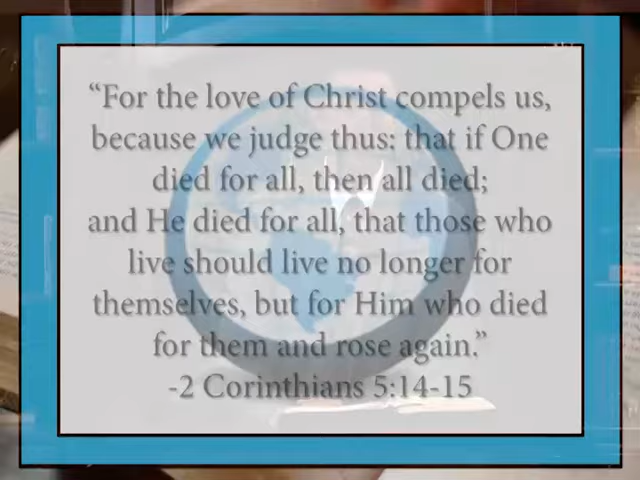 “For the love of Christ compels us,
because we judge thus: that if One
died for all, then all died;
and He died for all, that those who
live should live no longer for
themselves, but for Him who died
for them and rose again.”
-2 Corinthians 5:14-15